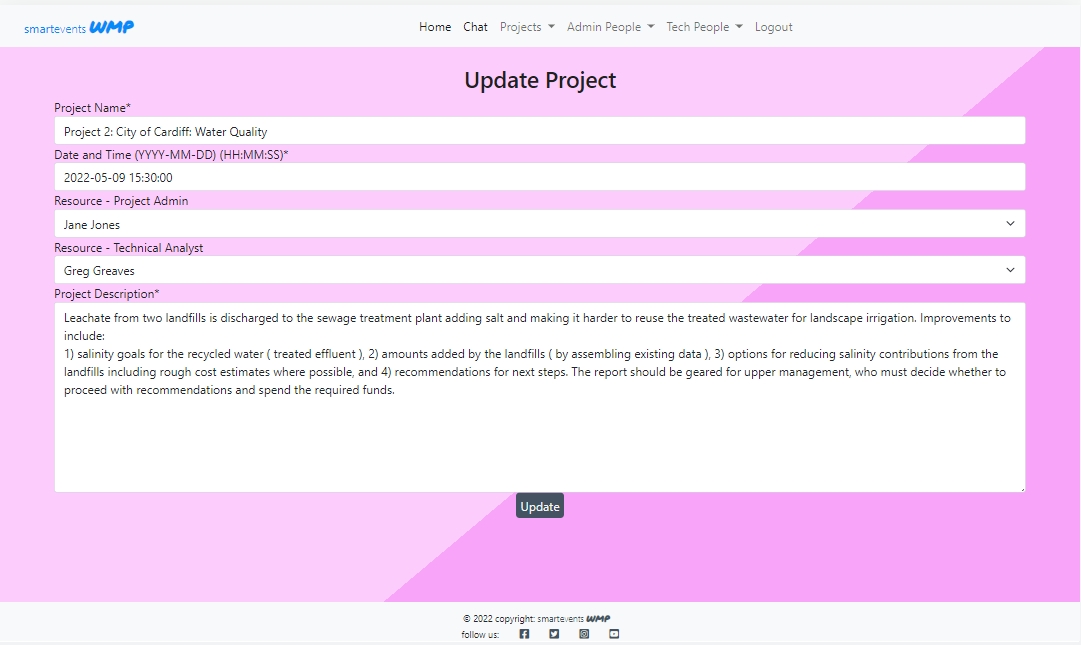 smartevents WMP Home Chat Projects Admin People Tech People Logout
Update Project
Project Name*
Project 2: City of Cardiff: Water Quality
Date and Time (YYYY-MM-DD) (HH:MM:SS)*
2022-05-09 15:30:00
Resource - Project Admin
Jane Jones
Resource - Technical Analyst
Greg Greaves
Project Description*
Leachate from two landfills is discharged to the sewage treatment plant adding salt and making it harder to reuse the treated wastewater for landscape irrigation. Improvements to
include:
1) salinity goals for the recycled water ( treated effluent ), 2) amounts added by the landfills ( by assembling existing data ), 3) options for reducing salinity contributions from the
landfills including rough cost estimates where possible, and 4) recommendations for next steps. The report should be geared for upper management, who must decide whether to
proceed with recommendations and spend the required funds.
Update
© 2022 copyright: smartevents WMP
follow us: